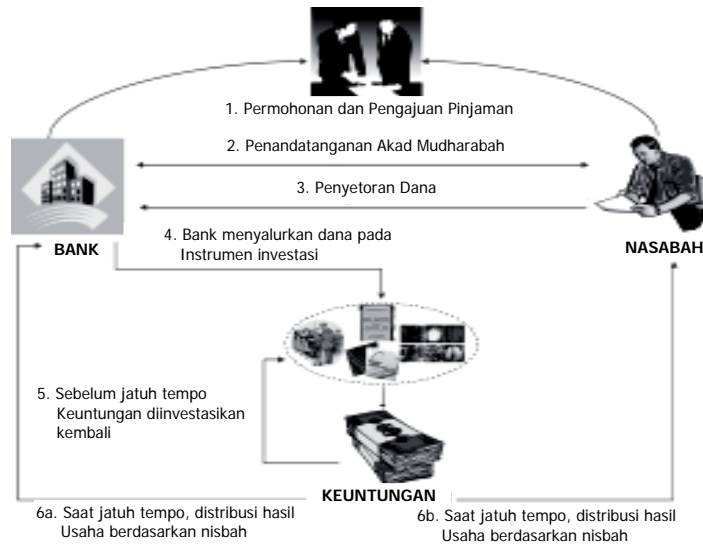 1. Permohonan dan Pengajuan Pinjaman
2. Penandatanganan Akad Mudharabah
3. Penyetoran Dana
BANK
NASABAH
4. Bank menyalurkan dana pada
Instrumen investasi
5. Sebelum jatuh tempo
Keuntungan diinvestasikan
kembali
KEUNTUNGAN
6a. Saat jatuh tempo, distribusi hasil
Usaha berdasarkan nisbah
6b. Saat jatuh tempo, distribusi hasil
Usaha berdasarkan nisbah